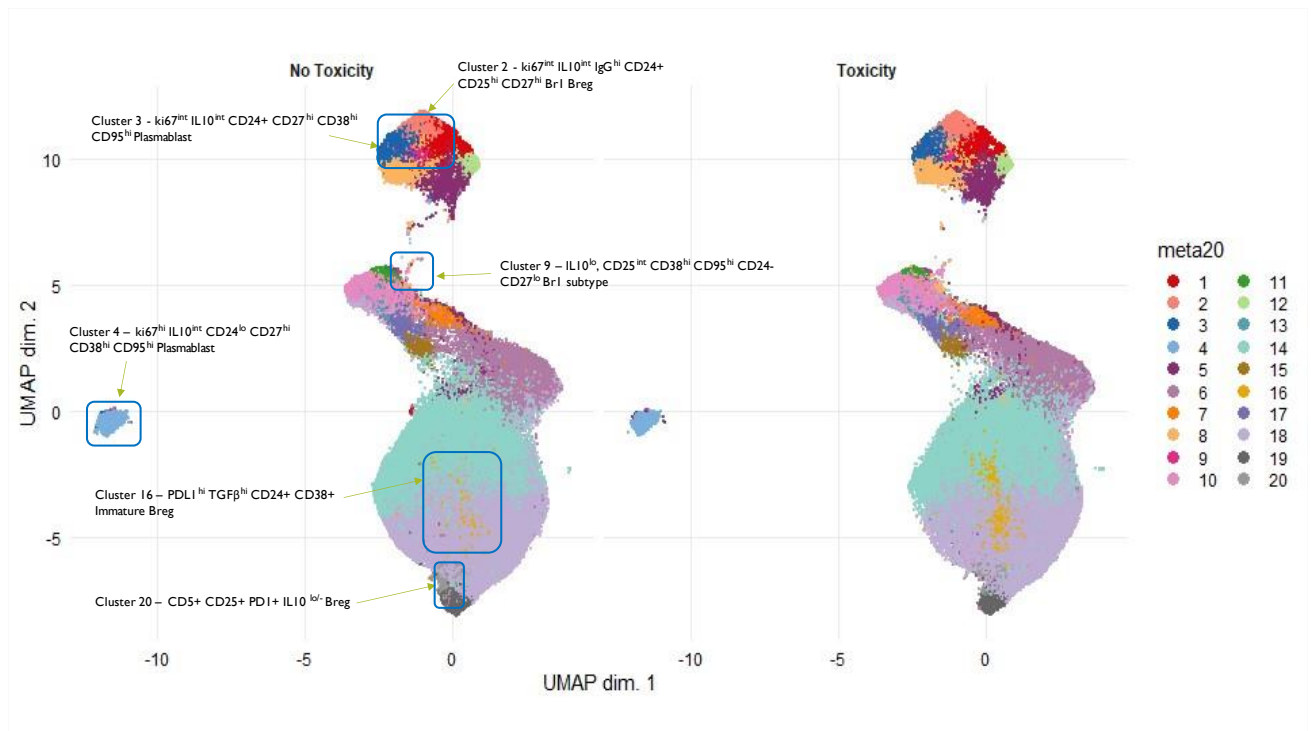 No Toxicity
Toxicity
Cluster 2 - ki67int IL10int IgGhi CD24+
CD25hi CD27hi Br1 Breg
Cluster 3 - ki67int IL10int CD24+ CD27hi CD38hi
CD95hi Plasmablast
Cluster 9 – IL10lo, CD25int CD38hi CD95hi CD24-
CD27lo Br1 subtype
Cluster 4 – ki67hi IL10int CD24lo CD27hi
CD38hi CD95hi Plasmablast
Cluster 16 – PDL1hi TGFβhi CD24+ CD38+
Immature Breg
Cluster 20 – CD5+ CD25+ PD1+ IL10 lo/- Breg
10
5
0
-5
UMAP dim. 2
-10
-5
0
-10
-5
0
UMAP dim. 1
meta20
1
2
3
4
5
6
7
8
9
10
11
12
13
14
15
16
17
18
19
20